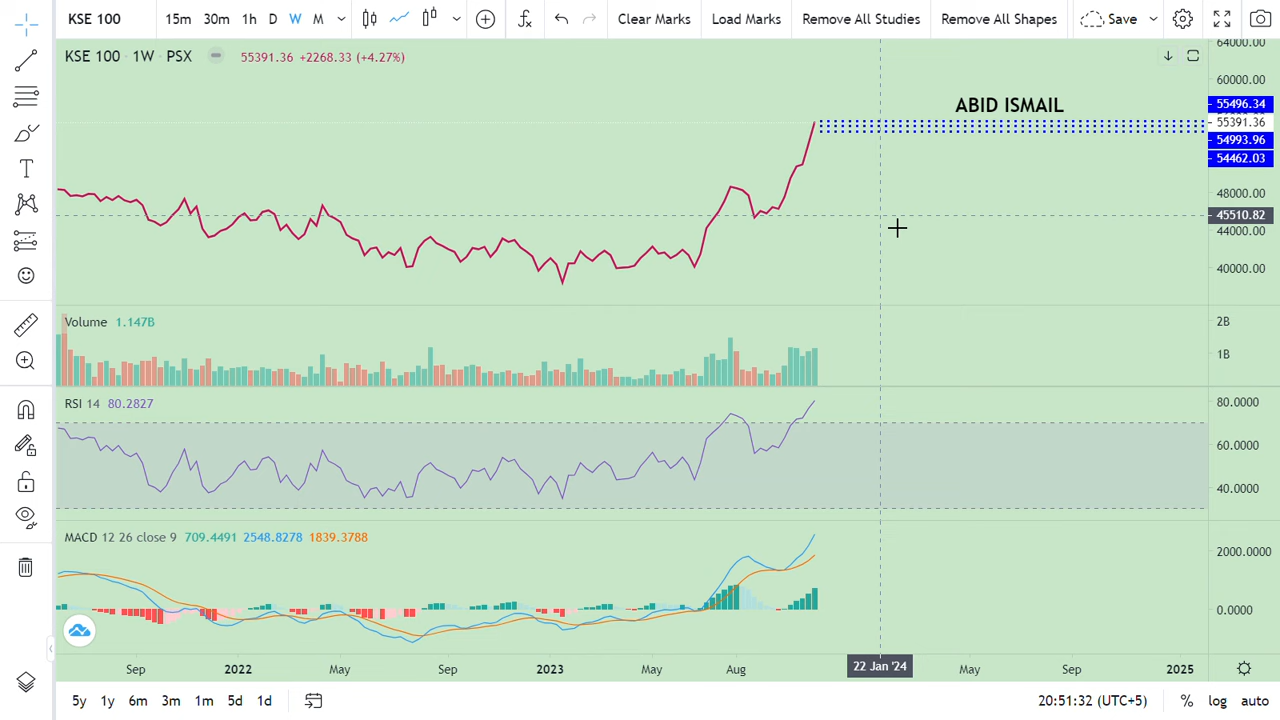 KSE 100 15m 30m 1h D W M Clear Marks Load Marks Remove All Studies Remove All Shapes Save
KSE 100 · 1W · PSX 55391.36 +2268.33 (+4.27%)
64000.00
60000.00
ABID ISMAIL
55496.34
55391.36
54993.96
54462.03
48000.00
45510.82
44000.00
40000.00
Volume 1.147B
2B
1B
RSI 14 80.2827
80.0000
60.0000
40.0000
MACD 12 26 close 9 709.4491 2548.8278 1839.3788
2000.0000
0.0000
Sep 2022 May Sep 2023 May Aug 22 Jan '24 May Sep 2025
5y 1y 6m 3m 1m 5d 1d 20:51:32 (UTC+5) % log auto